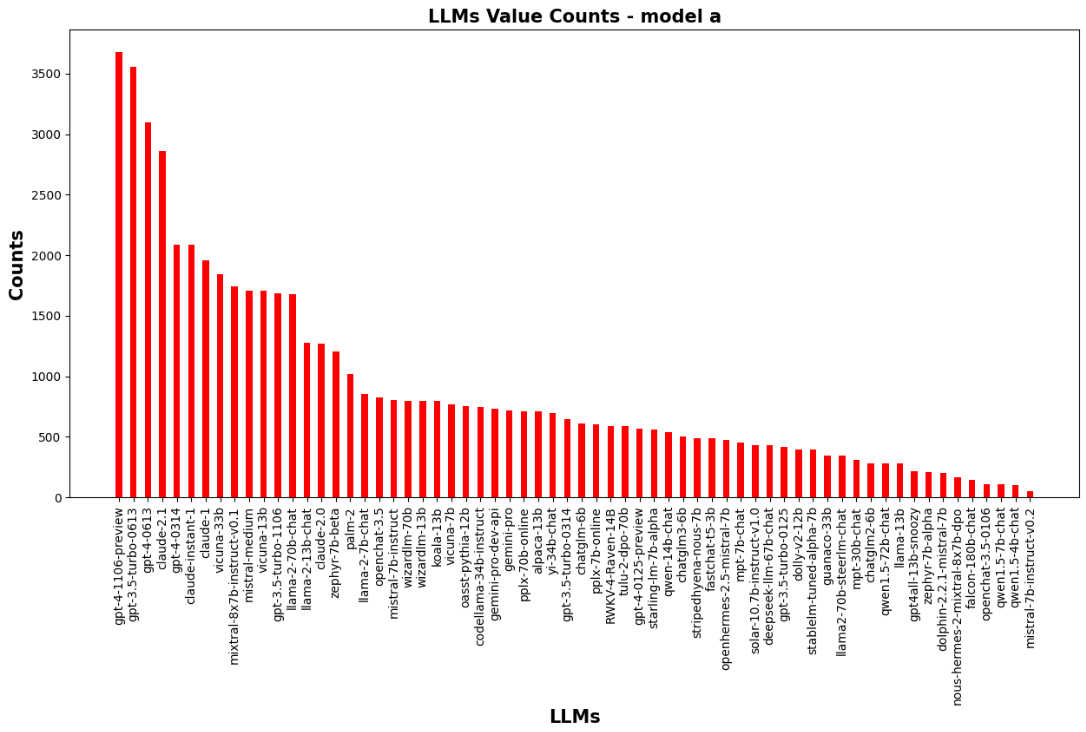 LLMs Value Counts - model a
Counts
3500
3000
2500
2000
1500
1000
500
0
gpt-4-1106-preview
gpt-3.5-turbo-0613
gpt-4-0613
claude-2.1
gpt-4-0314
claude-instant-1
claude-1
vicuna-33b
mixtral-8x7b-instruct-v0.1
mistral-medium
vicuna-13b
gpt-3.5-turbo-1106
llama-2-70b-chat
llama-2-13b-chat
claude-2.0
zephyr-7b-beta
palm-2
llama-2-7b-chat
openchat-3.5
mistral-7b-instruct
wizardlm-70b
wizardlm-13b
koala-13b
vicuna-7b
oasst-pythia-12b
codellama-34b-instruct
gemini-pro-dev-api
gemini-pro
pplx-70b-online
alpaca-13b
yi-34b-chat
gpt-3.5-turbo-0314
chatglm-6b
pplx-7b-online
RWKV-4-Raven-14B
tulu-2-dpo-70b
gpt-4-0125-preview
starling-lm-7b-alpha
qwen-14b-chat
chatglm3-6b
stripedhyena-nous-7b
fastchat-t5-3b
openhermes-2.5-mistral-7b
mpt-7b-chat
solar-10.7b-instruct-v1.0
deepseek-llm-67b-chat
gpt-3.5-turbo-0125
dolly-v2-12b
stablelm-tuned-alpha-7b
guanaco-33b
llama2-70b-steerlm-chat
mpt-30b-chat
chatglm2-6b
qwen1.5-72b-chat
llama-13b
gpt4all-13b-snoozy
zephyr-7b-alpha
dolphin-2.2.1-mistral-7b
nous-hermes-2-mixtral-8x7b-dpo
falcon-180b-chat
openchat-3.5-0106
qwen1.5-7b-chat
qwen1.5-4b-chat
mistral-7b-instruct-v0.2
LLMs